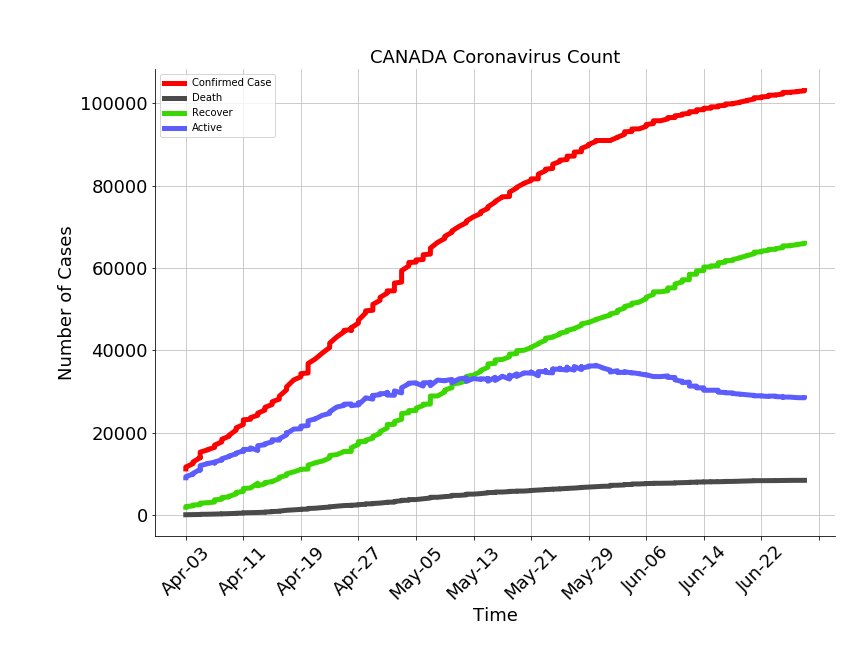 CANADA Coronavirus Count
Confirmed Case
Death
Recover
Active
Number of Cases
100000
80000
60000
40000
20000
0
Apr-03
Apr-11
Apr-19
Apr-27
May-05
May-13
May-21
May-29
Jun-06
Jun-14
Jun-22
Time